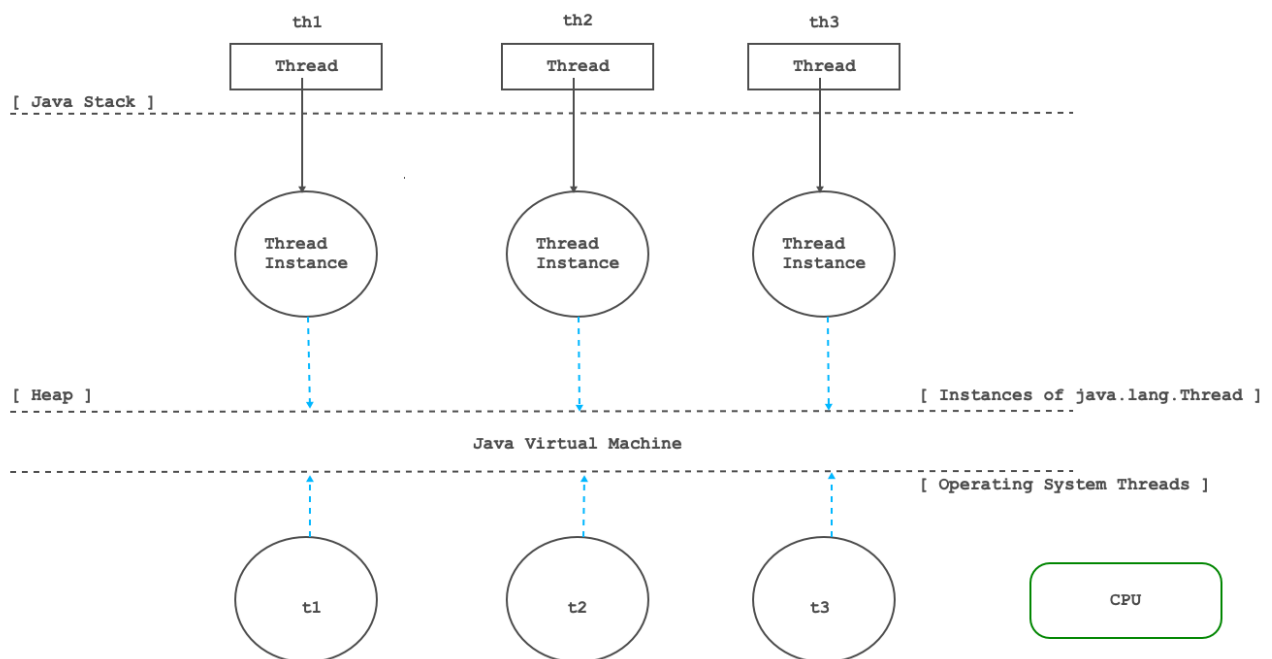 th1
th2
th3
Thread
Thread
Thread
[ Java Stack ]
Thread
Instance
Thread
Instance
Thread
Instance
[ Heap ]
[ Instances of java.lang.Thread ]
Java Virtual Machine
[ Operating System Threads ]
t1
t2
t3
CPU